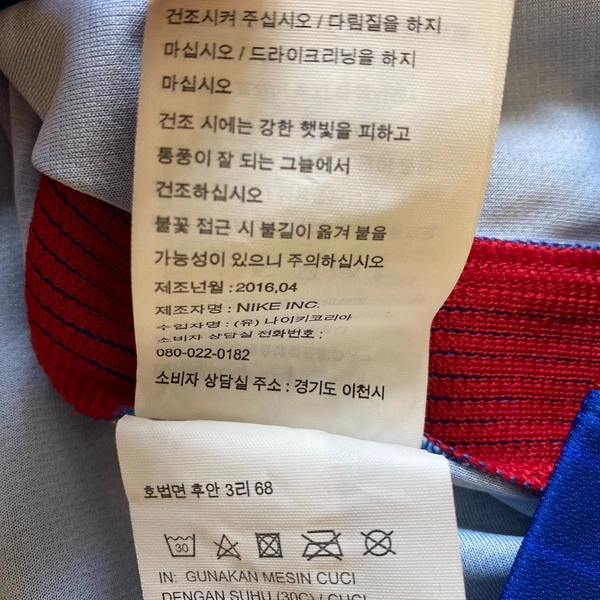 건조시켜 주십시오 / 다림질을 하지
마십시오 / 드라이크리닝을 하지
마십시오
건조 시에는 강한 햇빛을 피하고
통풍이 잘 되는 그늘에서
건조하십시오
불꽃 접근 시 불길이 옮겨 붙을
가능성이 있으니 주의하십시오
제조년월 : 2016,04
제조자명 : NIKE INC.
수입자명 : (유) 나이키코리아
소비자 상담실 전화번호 :
080-022-0182
소비자 상담실 주소 : 경기도 이천시
호법면 후안 3리 68
30
IN: GUNAKAN MESIN CUCI
DENGAN SUHU (30C) / CUCI